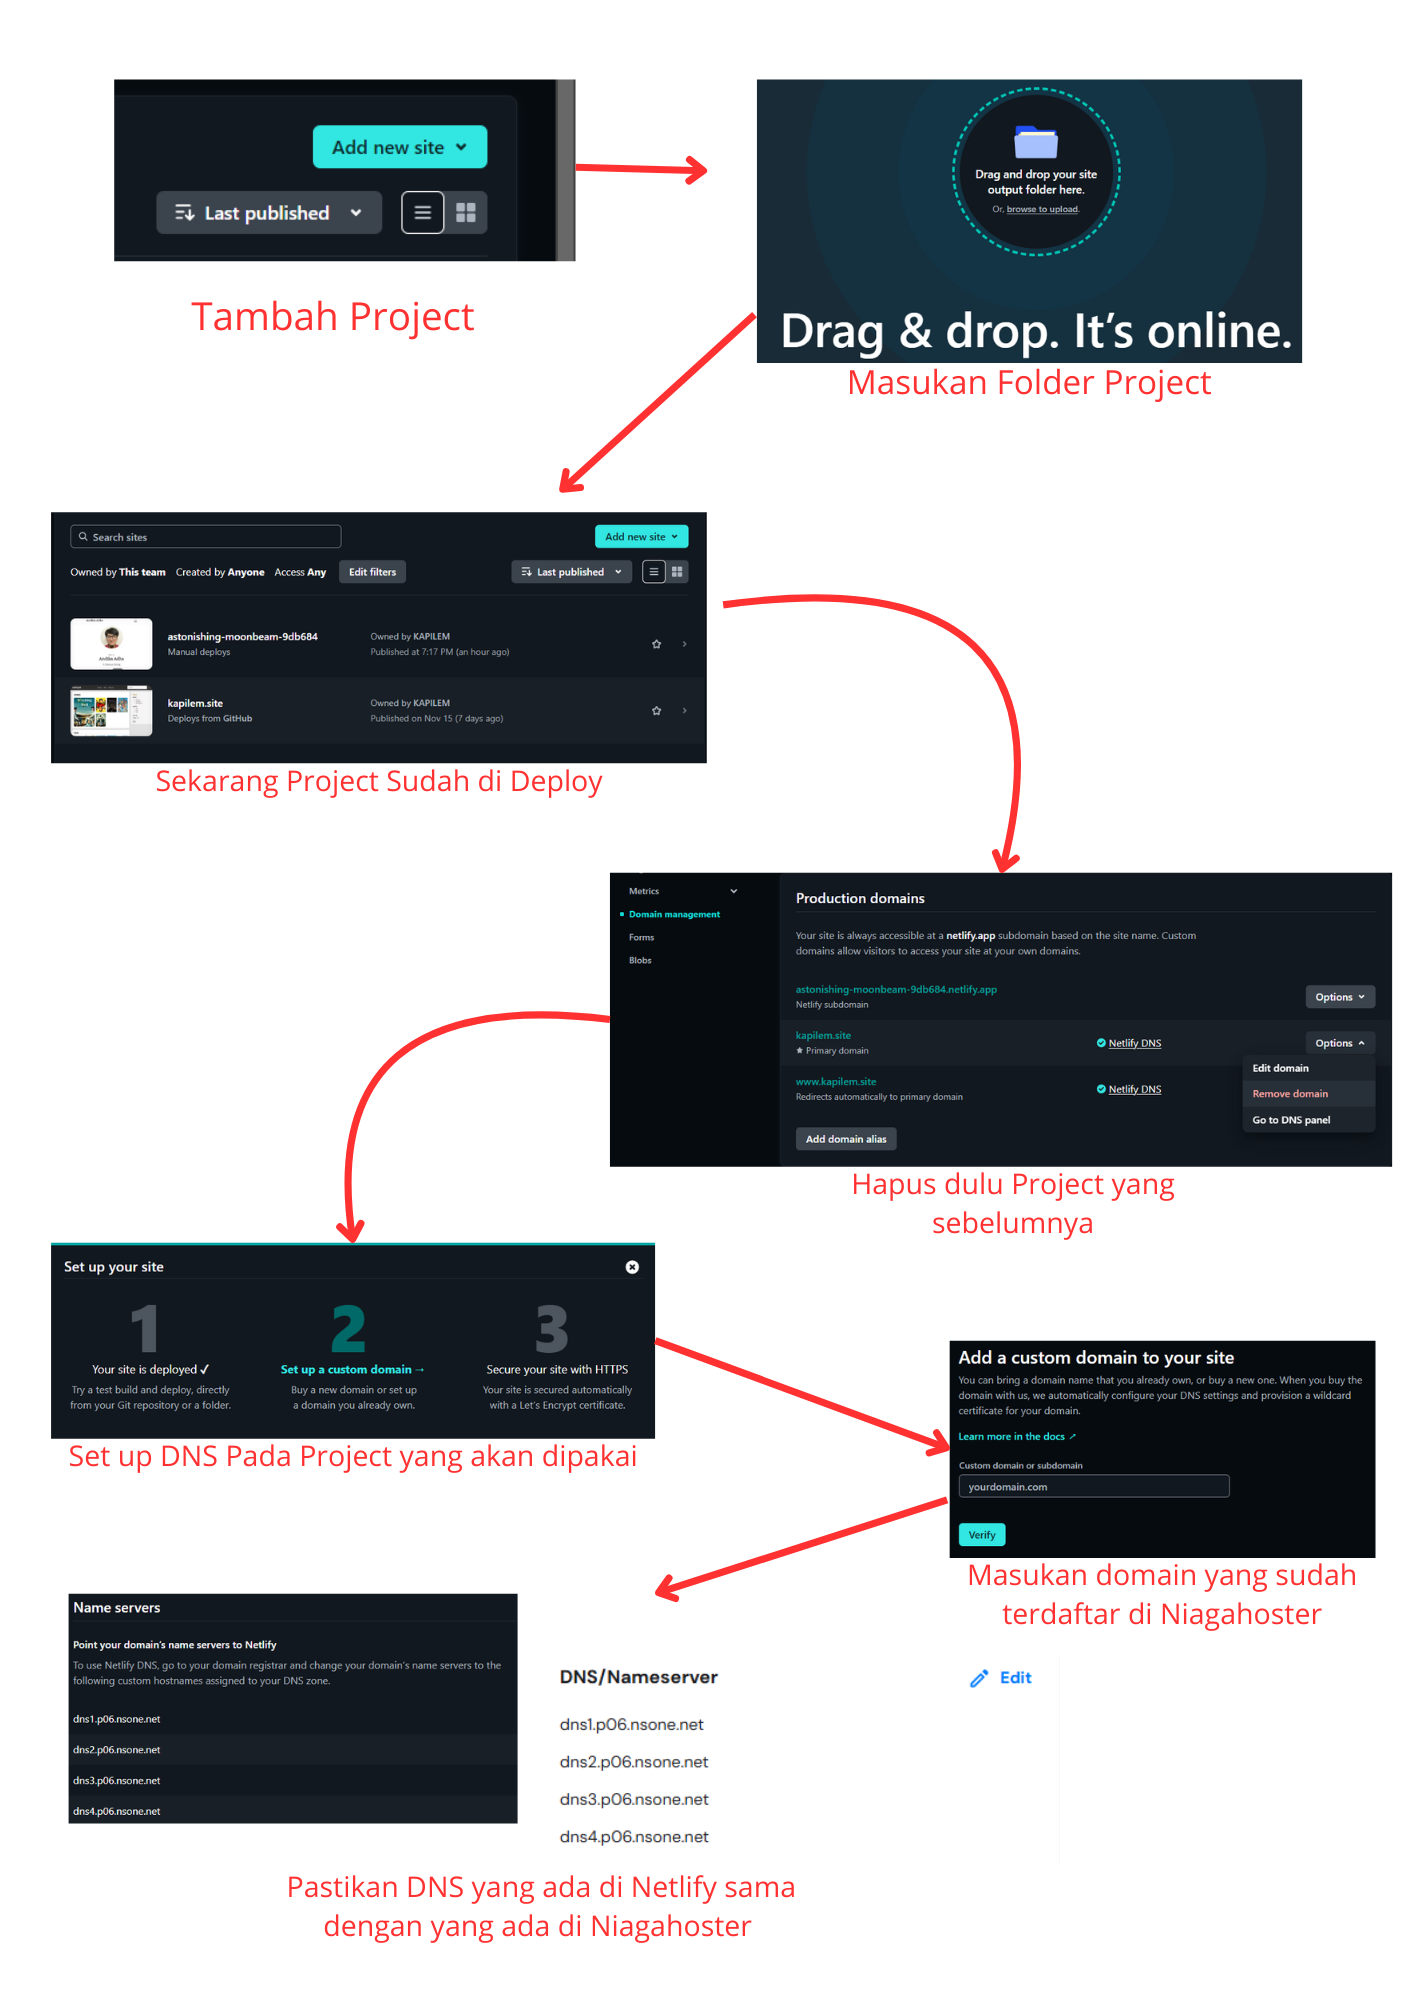 Add new site
Last published
Tambah Project
Drag and drop your site
output folder here.
Or, browse to upload.
Drag & drop. It's online.
Masukan Folder Project
Search sites
Add new site
Owned by This team Created by Anyone Access Any Edit filters
Last published
astonishing-moonbeam-9db684
Manual deploys
Owned by KAPILEM
Published at 7:17 PM (an hour ago)
kapilem.site
Deploys from GitHub
Owned by KAPILEM
Published on Nov 15 (7 days ago)
Sekarang Project Sudah di Deploy
Metrics
Domain management
Forms
Blobs
Production domains
Your site is always accessible at a netlify.app subdomain based on the site name. Custom
domains allow visitors to access your site at your own domains.
astonishing-moonbeam-9db684.netlify.app
Netlify subdomain
Options
kapilem.site
Primary domain
Netlify DNS
Options
Edit domain
Remove domain
Go to DNS panel
www.kapilem.site
Redirects automatically to primary domain
Netlify DNS
Add domain alias
Hapus dulu Project yang
sebelumnya
Set up your site
1
Your site is deployed ✓
Try a test build and deploy, directly
from your Git repository or a folder.
2
Set up a custom domain →
Buy a new domain or set up
a domain you already own.
3
Secure your site with HTTPS
Your site is secured automatically
with a Let's Encrypt certificate.
Set up DNS Pada Project yang akan dipakai
Add a custom domain to your site
You can bring a domain name that you already own, or buy a new one. When you buy the
domain with us, we automatically configure your DNS settings and provision a wildcard
certificate for your domain.
Learn more in the docs ↗
Custom domain or subdomain
yourdomain.com
Verify
Masukan domain yang sudah
terdaftar di Niagahoster
Name servers
Point your domain's name servers to Netlify
To use Netlify DNS, go to your domain registrar and change your domain's name servers to the
following custom hostnames assigned to your DNS zone.
dns1.p06.nsone.net
dns2.p06.nsone.net
dns3.p06.nsone.net
dns4.p06.nsone.net
DNS/Nameserver
Edit
dns1.p06.nsone.net
dns2.p06.nsone.net
dns3.p06.nsone.net
dns4.p06.nsone.net
Pastikan DNS yang ada di Netlify sama
dengan yang ada di Niagahoster